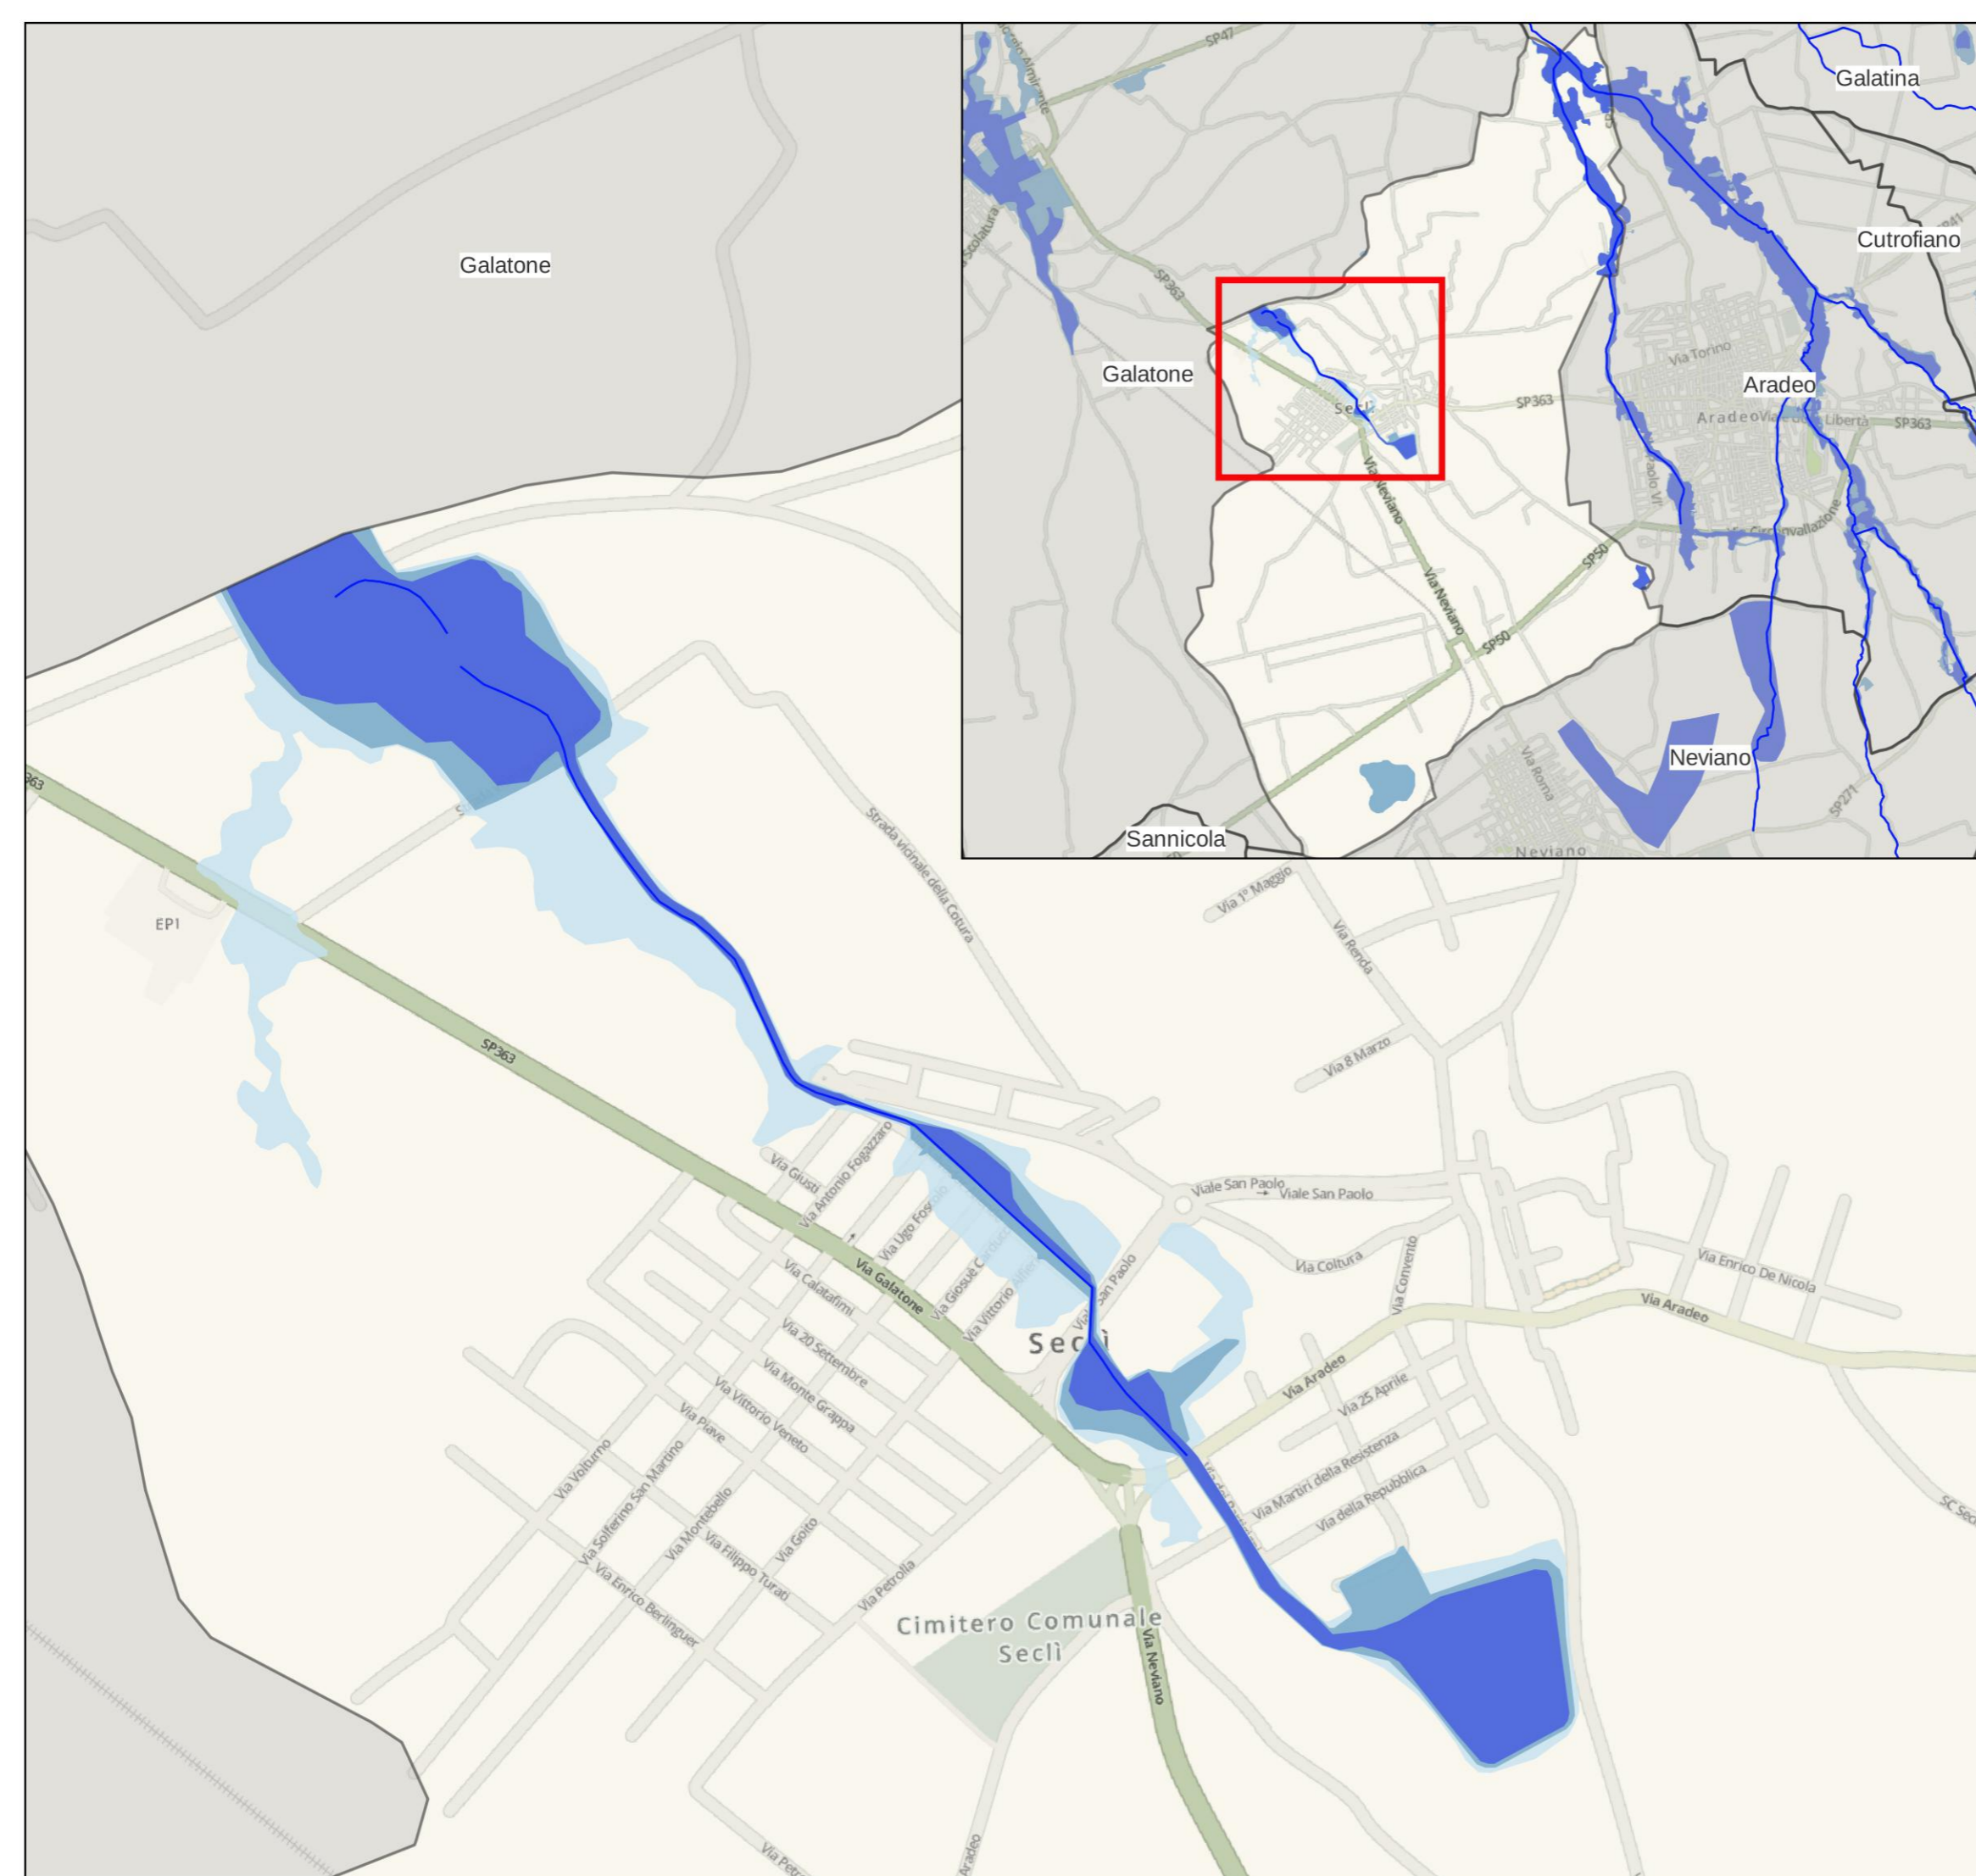 Galatone
SP47
Galatina
Cutrofiano
SP363
Galatone
Seclì
SP363
Via Torino
Aradeo
Aradeo
SP363
Via Neviano
Via Neviano
SP50
SP50
Neviano
Via Roma
SP271
Sannicola
Neviano
363
EP1
SP363
Strada vicinale della Cotura
Via 1° Maggio
Via Renda
Via 8 Marzo
Via Giusti
Via Antonio Fogazzaro
Via Ugo Foscolo
Via Giosuè Carducci
Via Vittorio Alfieri
Viale San Paolo
Viale San Paolo
Via Coltura
Via Convento
Via Enrico De Nicola
Via Aradeo
Via Galatone
Via Calatafimi
Seclì
Via 20 Settembre
Via Monte Grappa
Via Vittorio Veneto
Via Piave
Via Aradeo
Via 25 Aprile
Via Martiri della Resistenza
Via della Repubblica
Via Volturno
Via Solferino San Martino
Via Montebello
Via Goito
Via Filippo Turati
Via Enrico Berlinguer
Via Petrolla
Cimitero Comunale
Seclì
Via Neviano
Aradeo